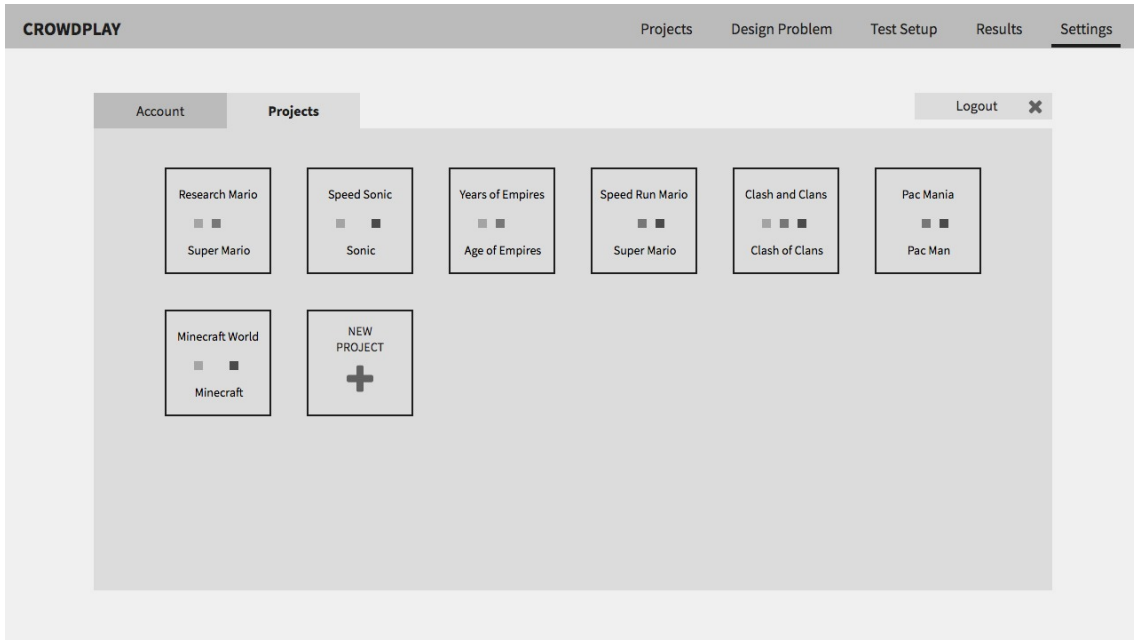 CROWDPLAY
Projects
Design Problem
Test Setup
Results
Settings
Account
Projects
Logout
Research Mario
Super Mario
Speed Sonic
Sonic
Years of Empires
Age of Empires
Speed Run Mario
Super Mario
Clash and Clans
Clash of Clans
Pac Mania
Pac Man
Minecraft World
Minecraft
NEW
PROJECT